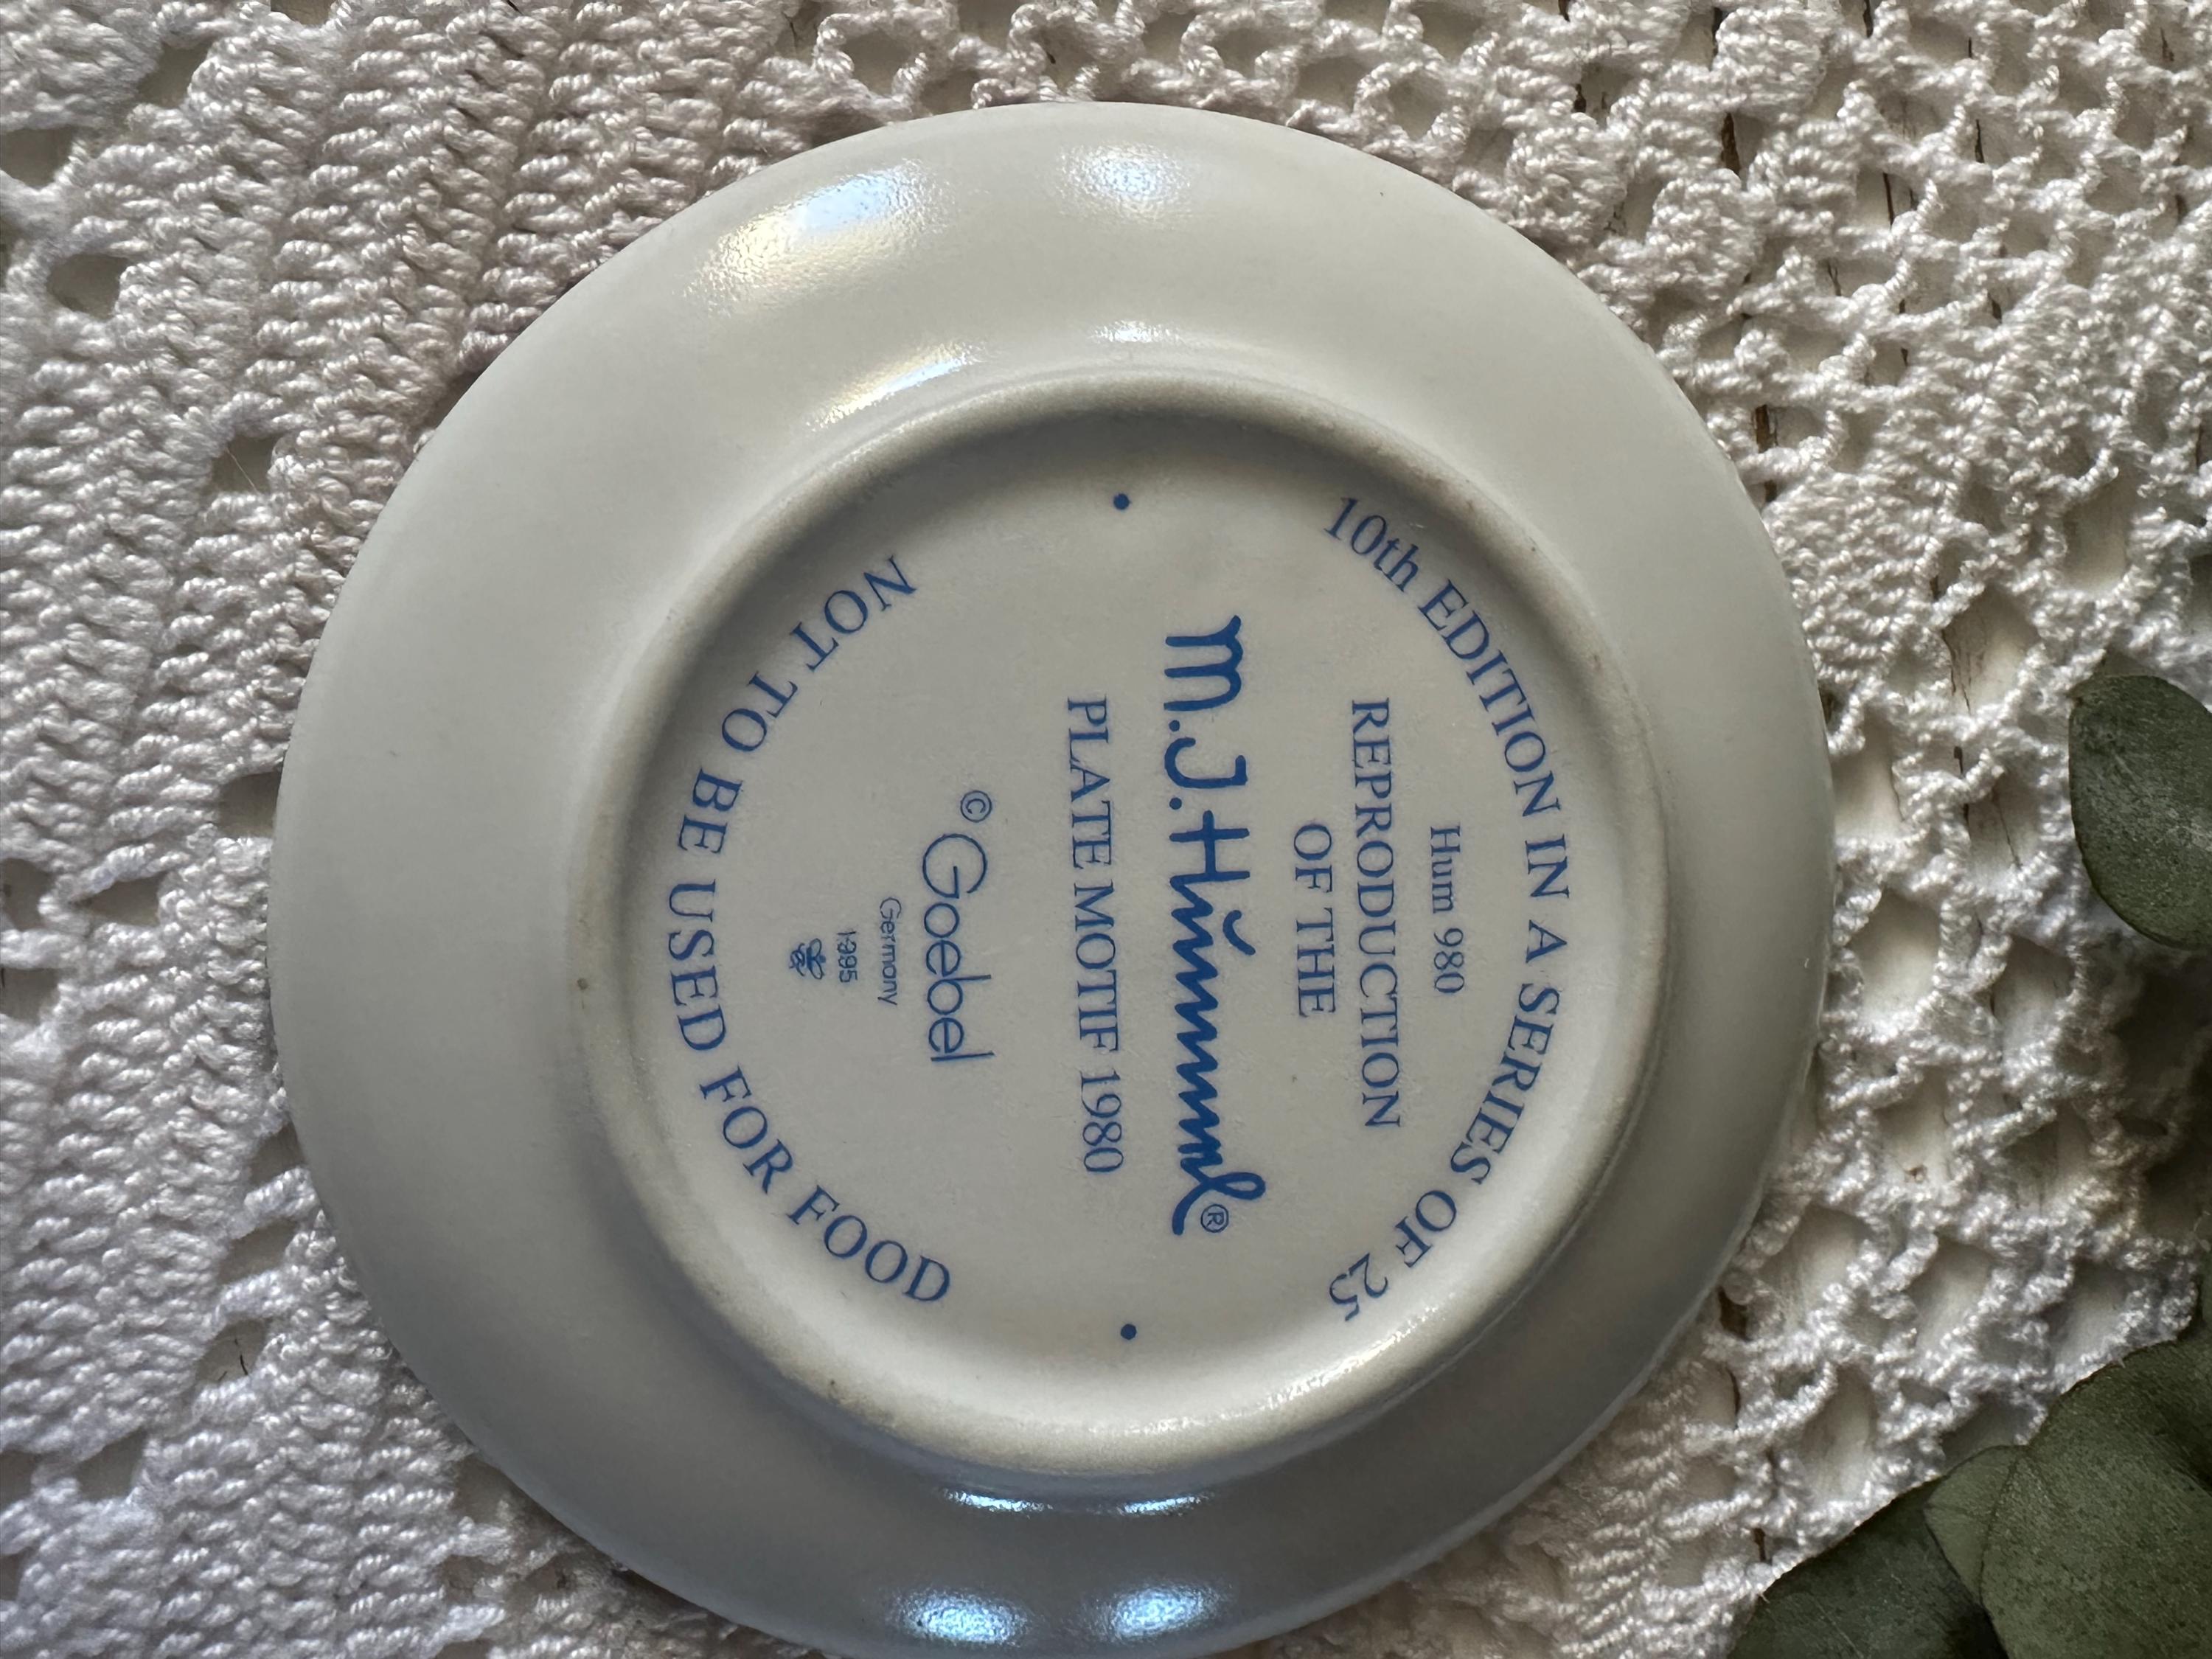 10th EDITION IN A SERIES OF 25
Hum 980
REPRODUCTION
OF THE
M.J.Hummel®
PLATE MOTIF 1980
© Goebel
Germany
1995
NOT TO BE USED FOR FOOD